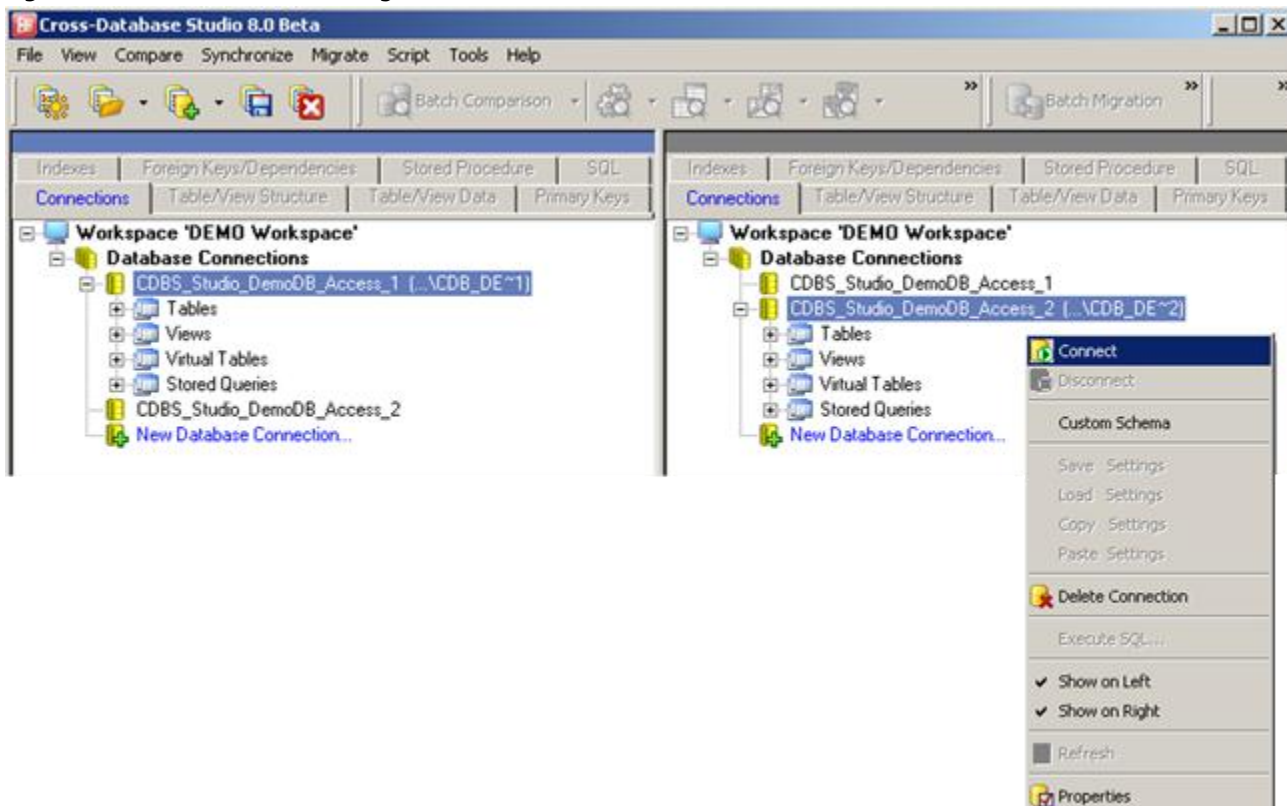 Cross-Database Studio 8.0 Beta
File View Compare Synchronize Migrate Script Tools Help
Batch Comparison
Batch Migration
Indexes Foreign Keys/Dependencies Stored Procedure SQL
Connections Table/View Structure Table/View Data Primary Keys
Workspace 'DEMO Workspace'
Database Connections
CDBS_Studio_DemoDB_Access_1 (...\CDB_DE~1)
Tables
Views
Virtual Tables
Stored Queries
CDBS_Studio_DemoDB_Access_2
New Database Connection...
Indexes Foreign Keys/Dependencies Stored Procedure SQL
Connections Table/View Structure Table/View Data Primary Keys
Workspace 'DEMO Workspace'
Database Connections
CDBS_Studio_DemoDB_Access_1
CDBS_Studio_DemoDB_Access_2 (...\CDB_DE~2)
Tables
Views
Virtual Tables
Stored Queries
New Database Connection...
Connect
Disconnect
Custom Schema
Save Settings
Load Settings
Copy Settings
Paste Settings
Delete Connection
Execute SQL...
Show on Left
Show on Right
Refresh
Properties